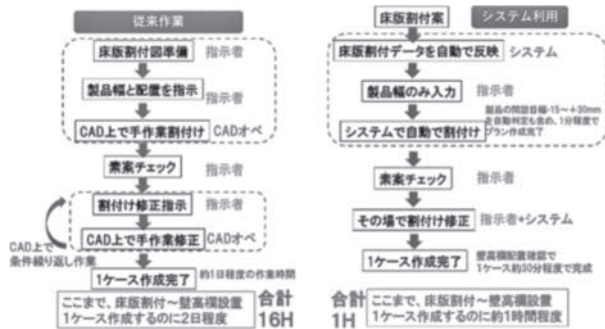 従来作業
床版割付図準備 指示者
製品幅と配置を指示 指示者
CAD上で手作業割付け CADオペ
素案チェック 指示者
割付け修正指示 指示者
CAD上で手作業修正 CADオペ
CAD上で
条件繰り返し作業
1ケース作成完了 約1日程度の作業時間
ここまで、床版割付~壁高欄設置
1ケース作成するのに2日程度
合計
16H
床版割付案
システム利用
床版割付データを自動で反映 システム
製品幅のみ入力 指示者
製品の間詰目幅-15~+30mm
を自動判定も含め、1分程度で
プラン作成完了
システムで自動で割付け
素案チェック 指示者
その場で割付け修正 指示者+システム
1ケース作成完了
壁高欄配置確認で
1ケース約30分程度で完成
合計
1H
ここまで、床版割付~壁高欄設置
1ケース作成するのに約1時間程度